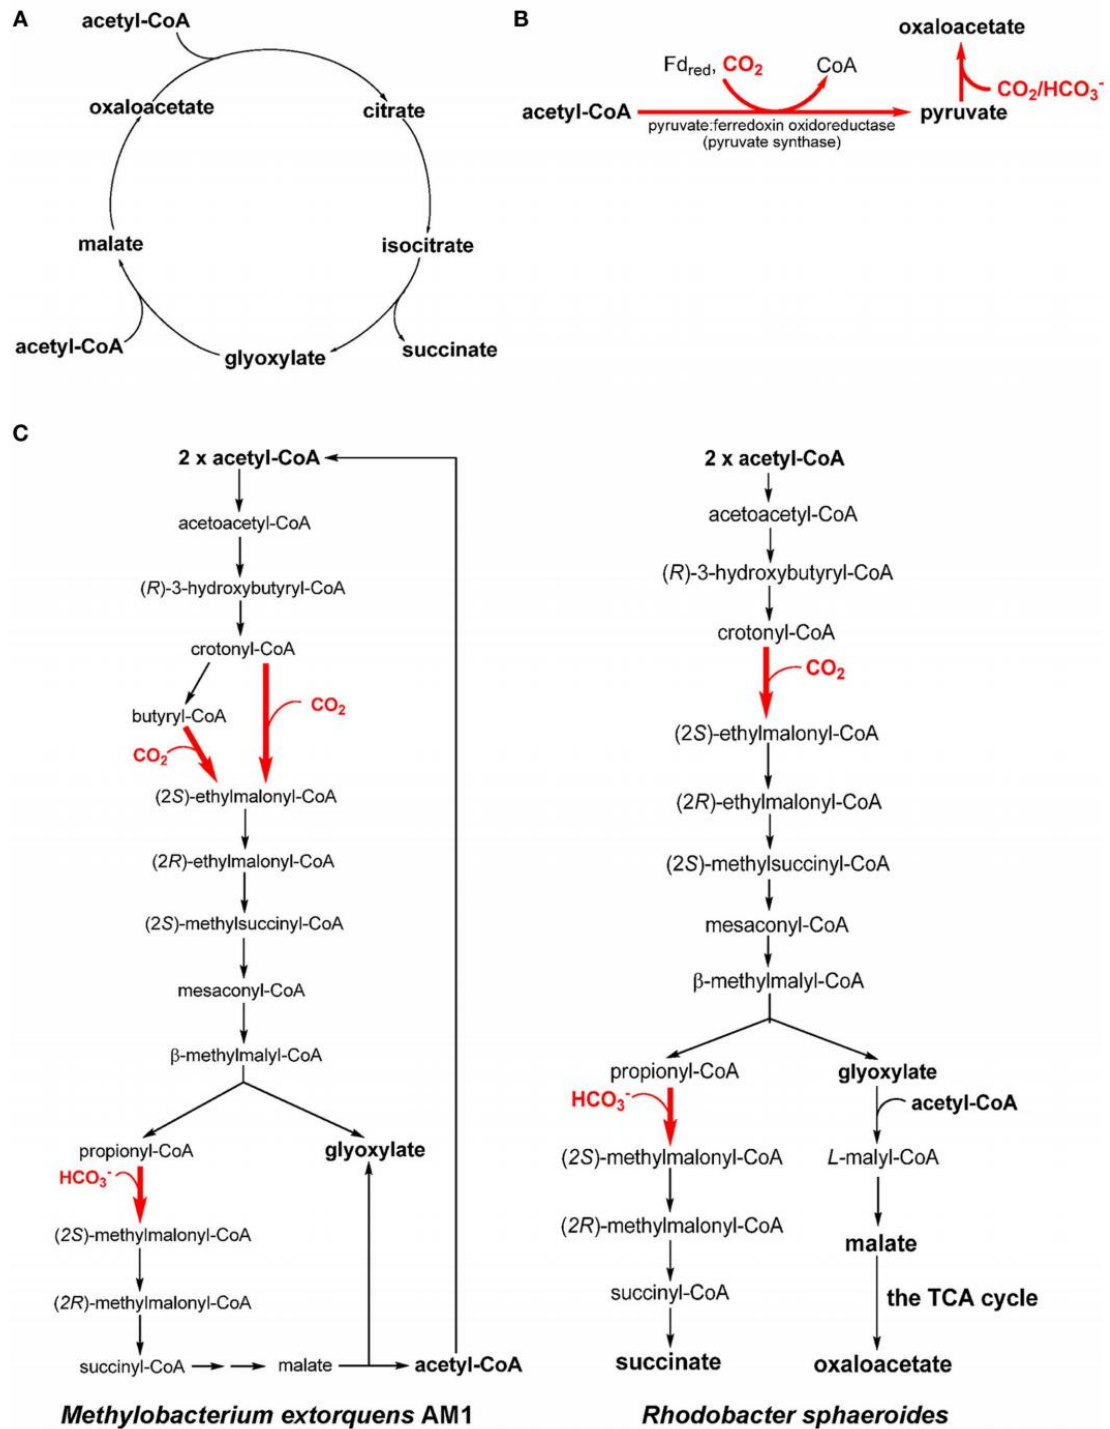 A
acetyl-CoA
oxaloacetate
citrate
malate
isocitrate
acetyl-CoA
glyoxylate
succinate
B
oxaloacetate
Fdred, CO2
CoA
CO2/HCO3-
acetyl-CoA
pyruvate
pyruvate:ferredoxin oxidoreductase
(pyruvate synthase)
C
2 x acetyl-CoA
acetoacetyl-CoA
(R)-3-hydroxybutyryl-CoA
crotonyl-CoA
butyryl-CoA
CO2
CO2
(2S)-ethylmalonyl-CoA
(2R)-ethylmalonyl-CoA
(2S)-methylsuccinyl-CoA
mesaconyl-CoA
β-methylmalyl-CoA
propionyl-CoA
glyoxylate
HCO3-
(2S)-methylmalonyl-CoA
(2R)-methylmalonyl-CoA
succinyl-CoA
malate
acetyl-CoA
Methylobacterium extorquens AM1
2 x acetyl-CoA
acetoacetyl-CoA
(R)-3-hydroxybutyryl-CoA
crotonyl-CoA
CO2
(2S)-ethylmalonyl-CoA
(2R)-ethylmalonyl-CoA
(2S)-methylsuccinyl-CoA
mesaconyl-CoA
β-methylmalyl-CoA
propionyl-CoA
glyoxylate
HCO3-
acetyl-CoA
(2S)-methylmalonyl-CoA
L-malyl-CoA
(2R)-methylmalonyl-CoA
malate
succinyl-CoA
the TCA cycle
succinate
oxaloacetate
Rhodobacter sphaeroides